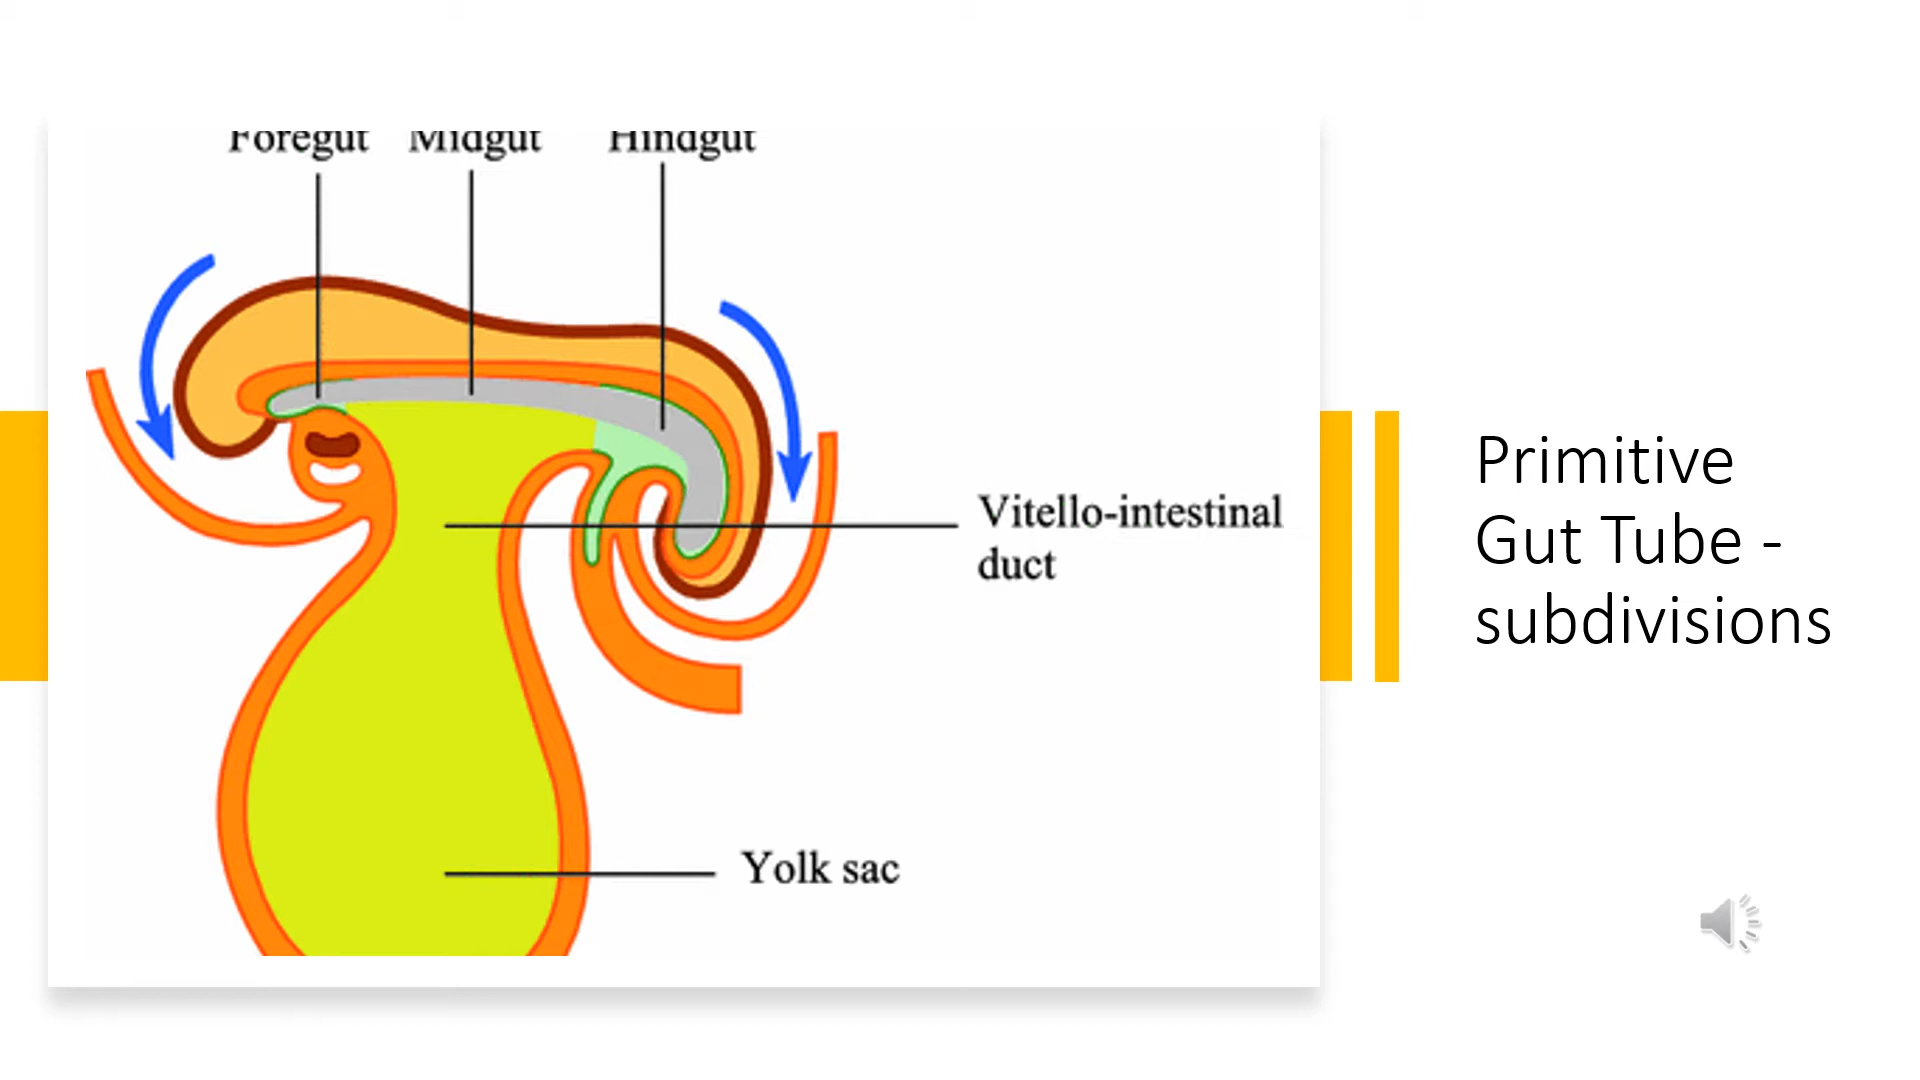 Foregut Midgut Hindgut
Vitello-intestinal
duct
Yolk sac
Primitive
Gut Tube -
subdivisions